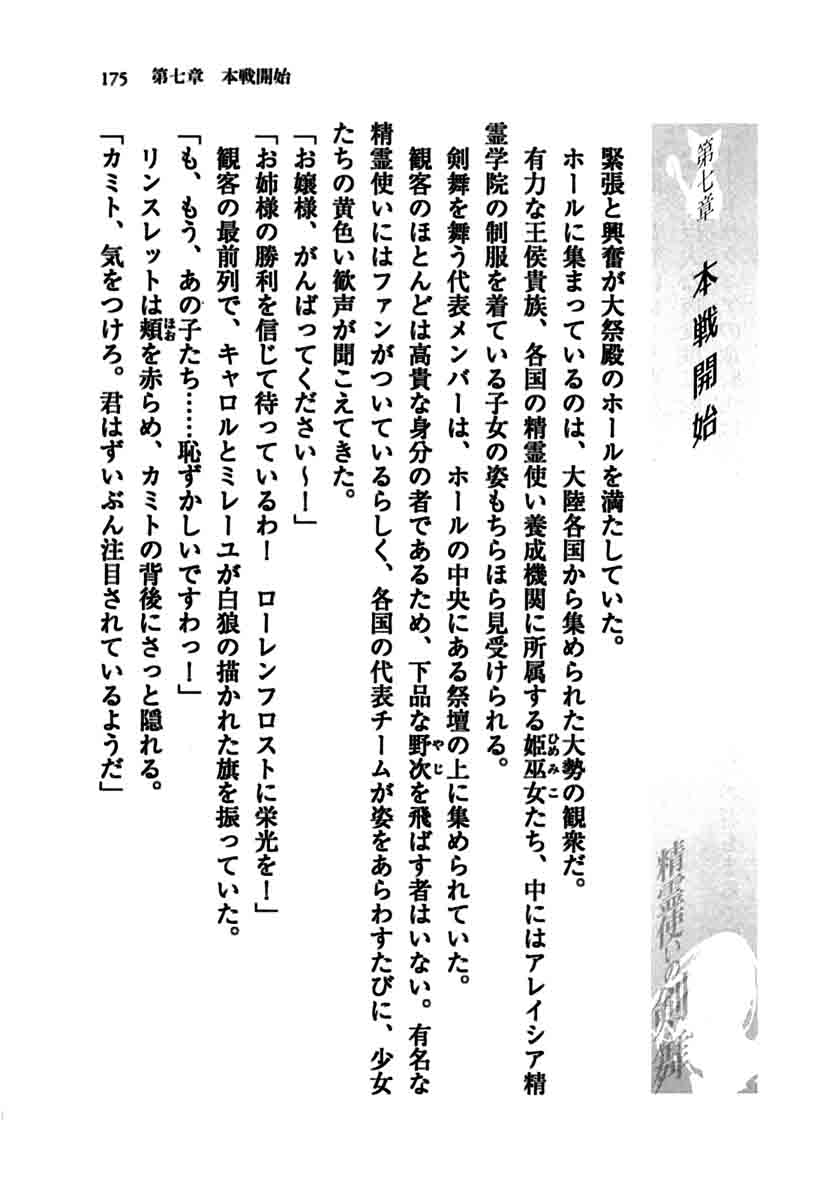 175　第七章　本戦開始
第七章　本戦開始
精霊使いの剣舞
緊張と興奮が大祭殿のホールを満たしていた。
ホールに集まっているのは、大陸各国から集められた大勢の観衆だ。
有力な王侯貴族、各国の精霊使い養成機関に所属する姫巫女たち、中にはアレイシア精
ひめみこ
霊学院の制服を着ている子女の姿もちらほら見受けられる。
剣舞を舞う代表メンバーは、ホールの中央にある祭壇の上に集められていた。
観客のほとんどは高貴な身分の者であるため、下品な野次を飛ばす者はいない。有名な
やじ
精霊使いにはファンがついているらしく、各国の代表チームが姿をあらわすたびに、少女
たちの黄色い歓声が聞こえてきた。
「お嬢様、がんばってください〜！」
「お姉様の勝利を信じて待っているわ！　ローレンフロストに栄光を！」
観客の最前列で、キャロルとミレーユが白狼の描かれた旗を振っていた。
「も、もう、あの子たち……恥ずかしいですわっ！」
リンスレットは頬を赤らめ、カミトの背後にさっと隠れる。
ほお
「カミト、気をつけろ。君はずいぶん注目されているようだ」